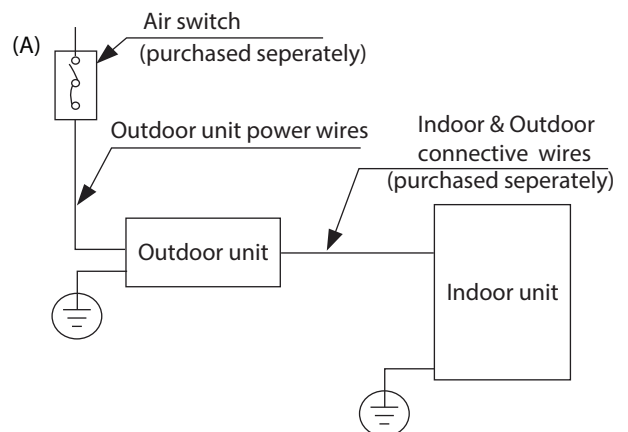 (A)
Air switch
(purchased seperately)
Outdoor unit power wires
Indoor & Outdoor
connective wires
(purchased seperately)
Outdoor unit
Indoor unit